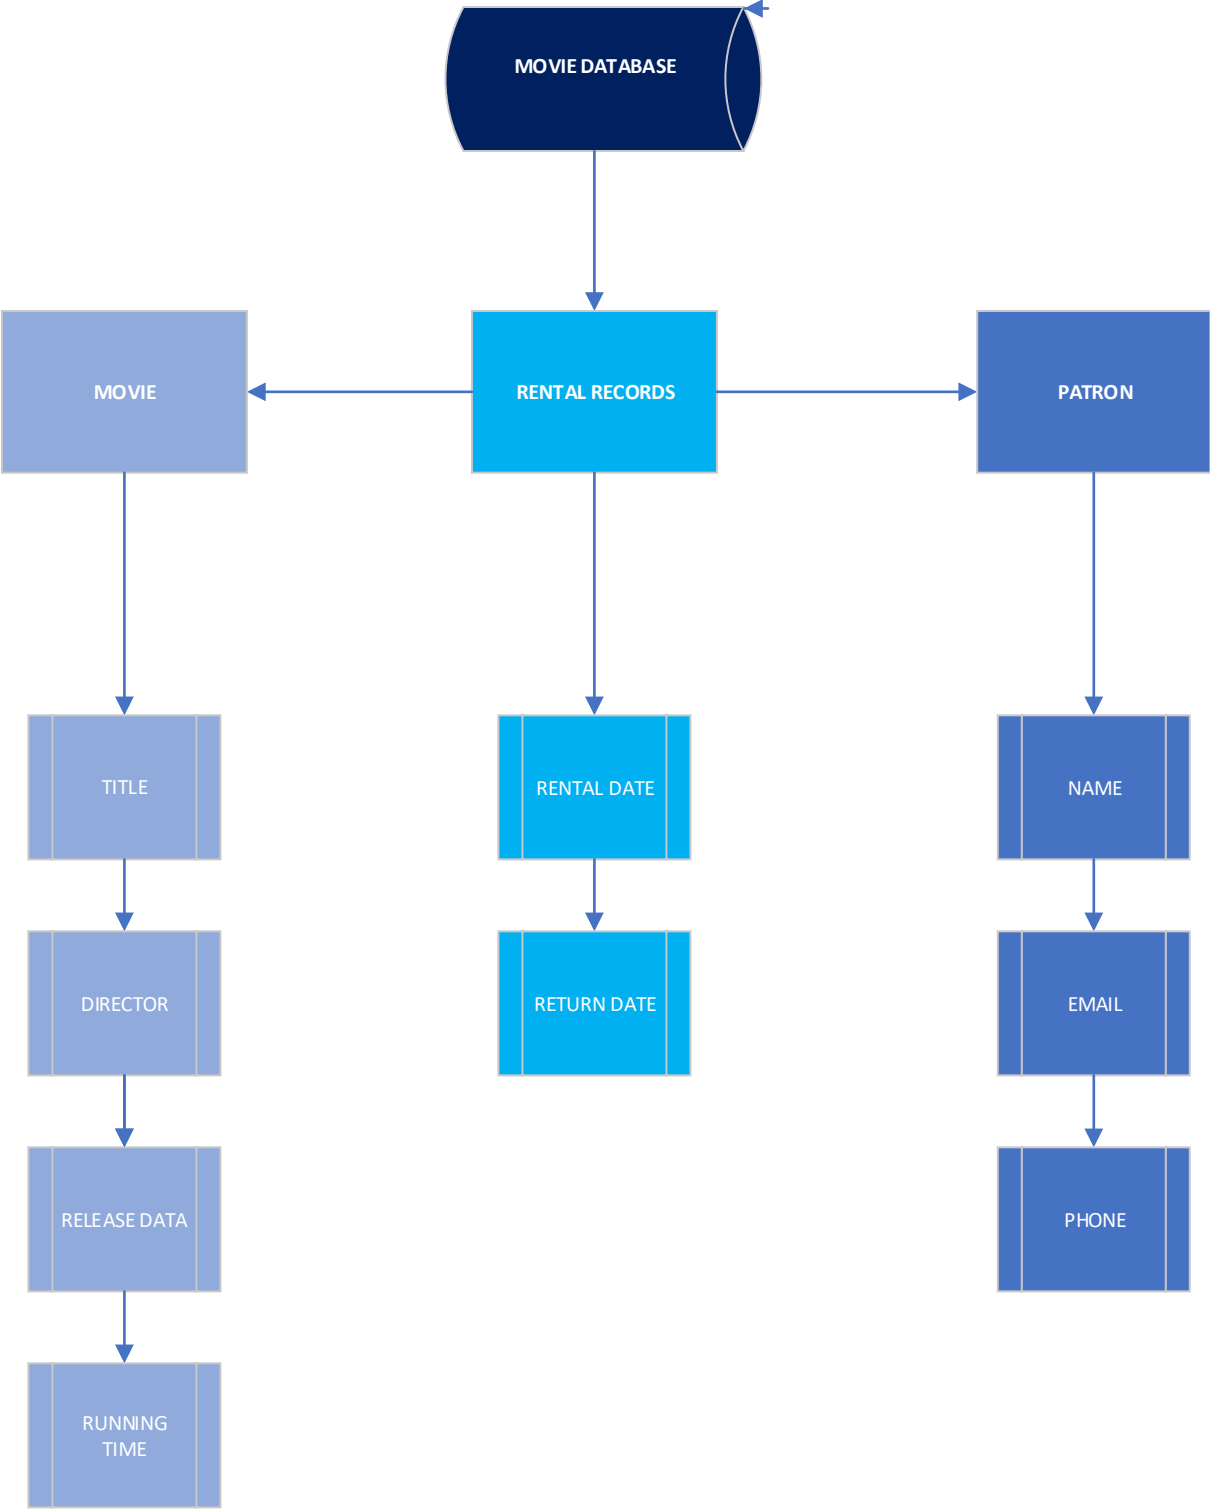 MOVIE DATABASE
MOVIE
RENTAL RECORDS
PATRON
TITLE
RENTAL DATE
NAME
DIRECTOR
RETURN DATE
EMAIL
RELEASE DATA
PHONE
RUNNING
TIME